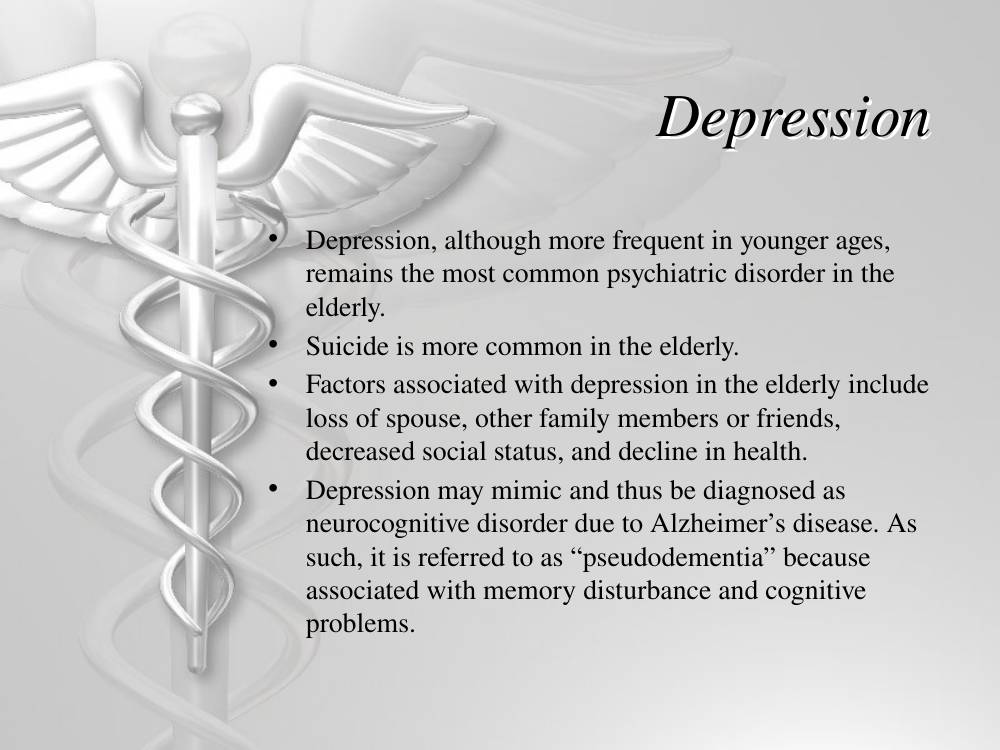 Depression
• Depression, although more frequent in younger ages,
remains the most common psychiatric disorder in the
elderly.
• Suicide is more common in the elderly.
• Factors associated with depression in the elderly include
loss of spouse, other family members or friends,
decreased social status, and decline in health.
• Depression may mimic and thus be diagnosed as
neurocognitive disorder due to Alzheimer’s disease. As
such, it is referred to as “pseudodementia” because
associated with memory disturbance and cognitive
problems.